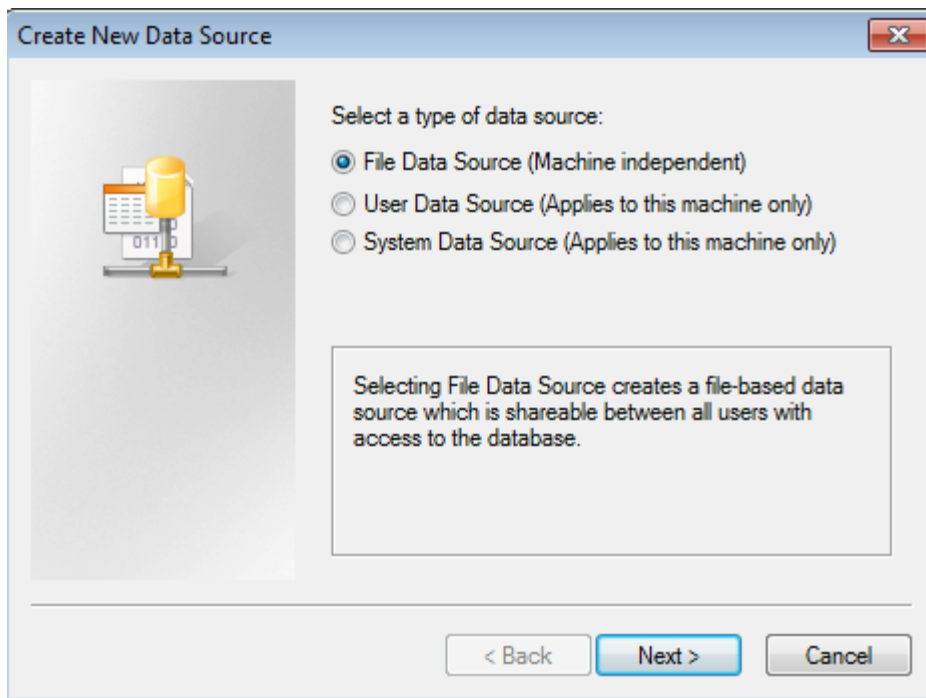 Create New Data Source
Select a type of data source:
File Data Source (Machine independent)
User Data Source (Applies to this machine only)
System Data Source (Applies to this machine only)
Selecting File Data Source creates a file-based data
source which is shareable between all users with
access to the database.
< Back
Next >
Cancel